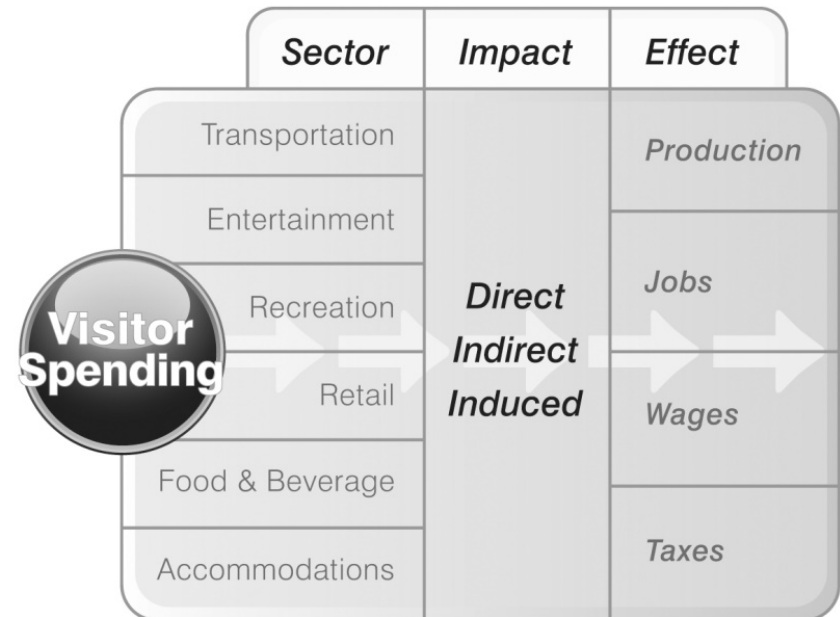 Sector
Impact
Effect
Transportation
Entertainment
Recreation
Retail
Food & Beverage
Accommodations
Visitor
Spending
Direct
Indirect
Induced
Production
Jobs
Wages
Taxes